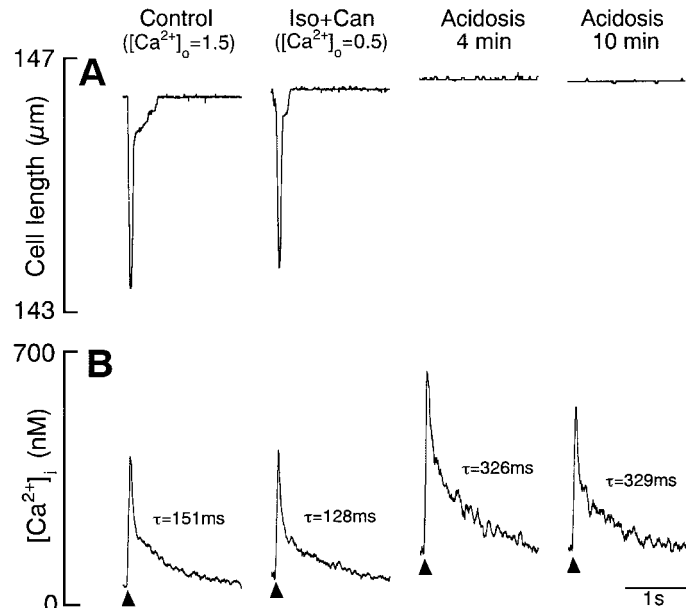 Control
([Ca²⁺]ₒ=1.5)
Iso+Can
([Ca²⁺]ₒ=0.5)
Acidosis
4 min
Acidosis
10 min
A
147
Cell length (µm)
143
B
700
[Ca²⁺]ᵢ (nM)
0
τ=151ms
τ=128ms
τ=326ms
τ=329ms
1s